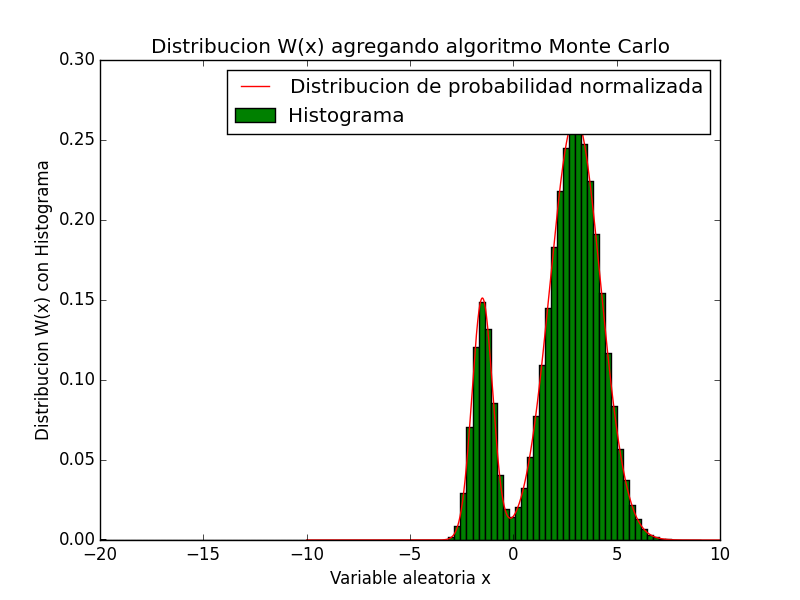 Distribucion W(x) agregando algoritmo Monte Carlo
Distribucion de probabilidad normalizada
Histograma
0.30
0.25
0.20
0.15
0.10
0.05
0.00
−20 −15 −10 −5 0 5 10
Variable aleatoria x
Distribucion W(x) con Histograma